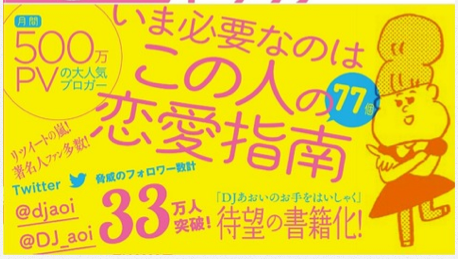 いま必要なのは
この人の77倍
恋愛指南
月間
500万
PVの大人気
ブロガー
リツイートの嵐!
著名人ファン多数!
Twitter
@djaoi
@DJ_aoi
脅威のフォロワー数計
33万人
突破!
「DJあおいのお手をはいしゃく」
待望の書籍化!